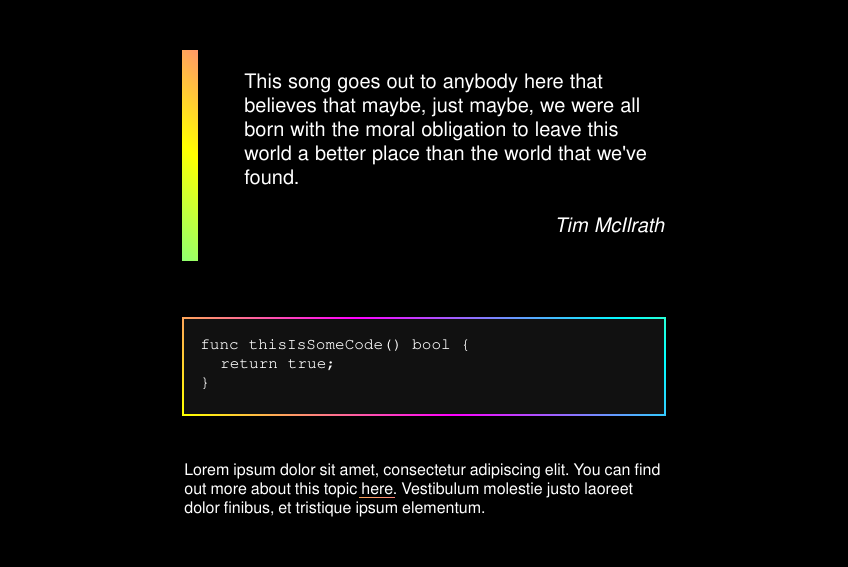 This song goes out to anybody here that
believes that maybe, just maybe, we were all
born with the moral obligation to leave this
world a better place than the world that we've
found.
Tim McIlrath
func thisIsSomeCode() bool {
  return true;
}
Lorem ipsum dolor sit amet, consectetur adipiscing elit. You can find
out more about this topic here. Vestibulum molestie justo laoreet
dolor finibus, et tristique ipsum elementum.